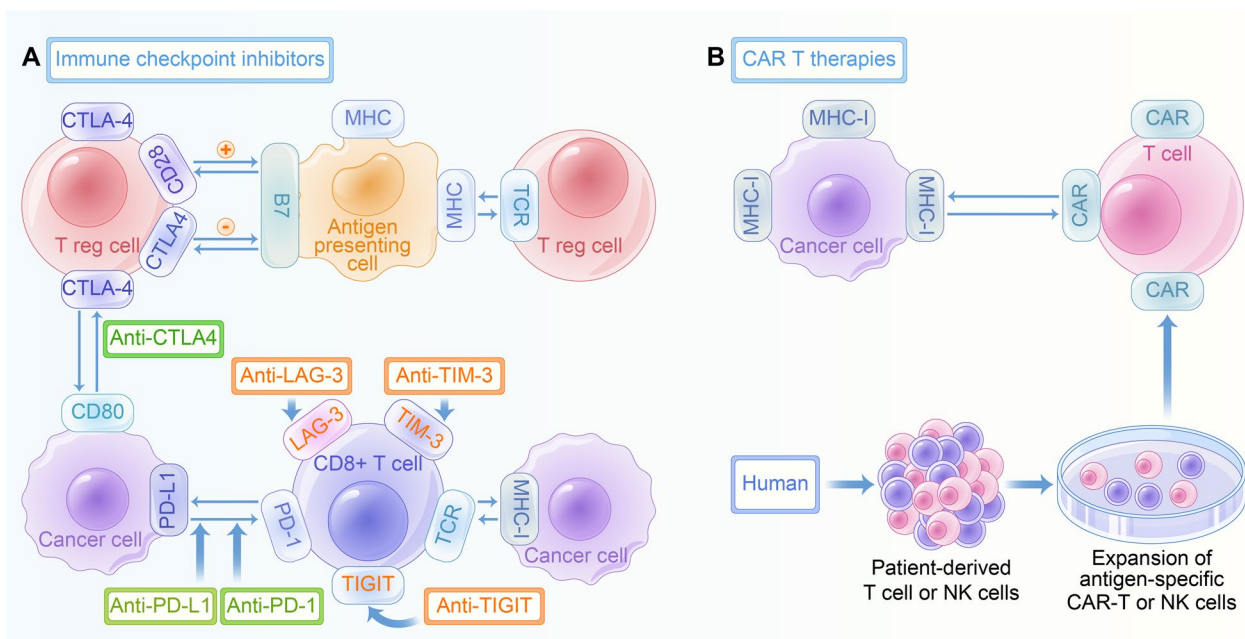 A
Immune checkpoint inhibitors
CTLA-4
CD28
CTLA4
CTLA-4
T reg cell
+
-
B7
MHC
Antigen
presenting
cell
MHC
TCR
T reg cell
Anti-CTLA4
CD80
Anti-LAG-3
Anti-TIM-3
LAG-3
TIM-3
CD8+ T cell
PD-L1
Cancer cell
PD-1
TCR
MHC-I
Cancer cell
TIGIT
Anti-PD-L1
Anti-PD-1
Anti-TIGIT
B
CAR T therapies
MHC-I
MHC-I
MHC-I
Cancer cell
CAR
T cell
CAR
CAR
Human
Patient-derived
T cell or NK cells
Expansion of
antigen-specific
CAR-T or NK cells